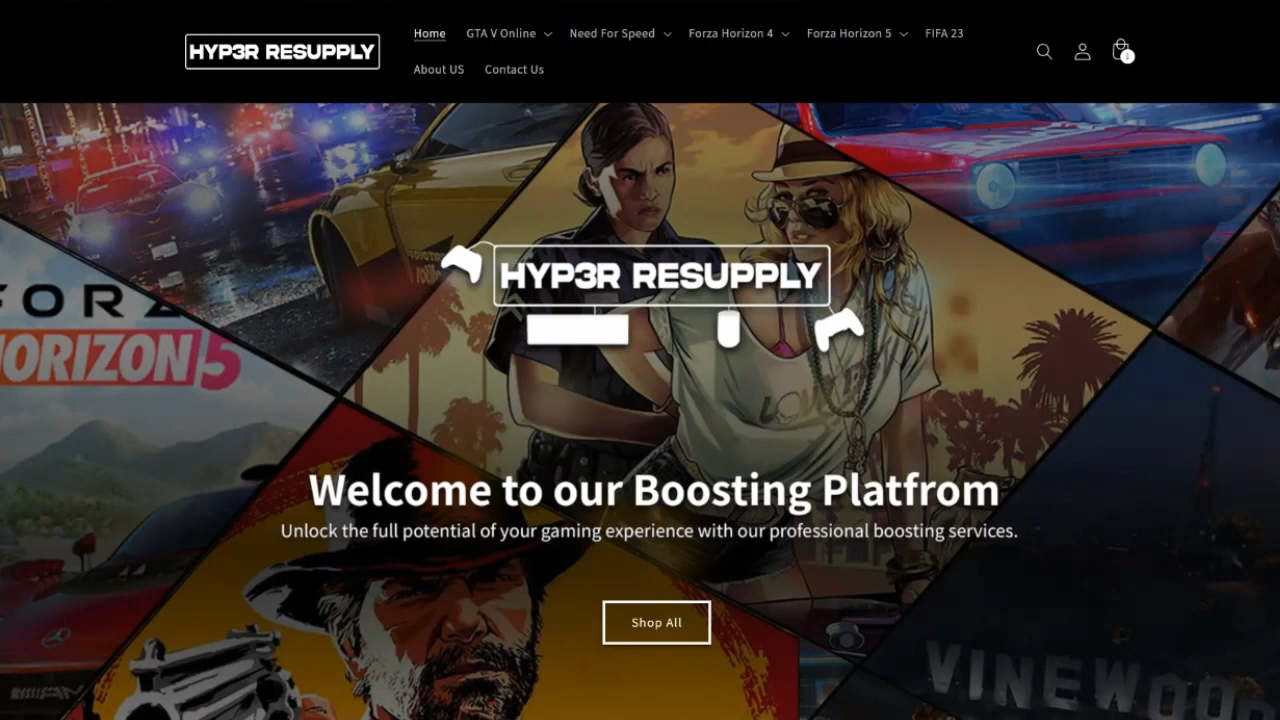 HYP3R RESUPPLY
Home GTA V Online Need For Speed Forza Horizon 4 Forza Horizon 5 FIFA 23
About US Contact Us
1
FORZ
HORIZON 5
HYP3R RESUPPLY
Welcome to our Boosting Platfrom
Unlock the full potential of your gaming experience with our professional boosting services.
Shop All
VINEWOOD